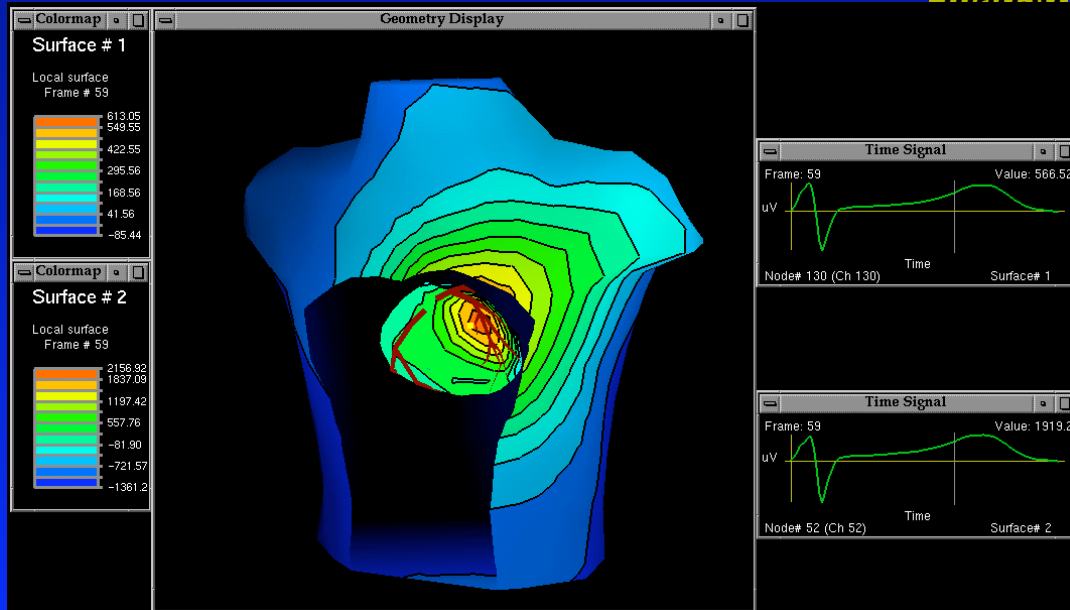 Colormap
Surface # 1
Local surface
Frame # 59
613.05
549.55
422.55
295.56
168.56
41.56
-85.44
Colormap
Surface # 2
Local surface
Frame # 59
2156.92
1837.09
1197.42
557.76
-81.90
-721.57
-1361.2
Geometry Display
Time Signal
Frame: 59 Value: 566.52
uV
Time
Node# 130 (Ch 130) Surface# 1
Time Signal
Frame: 59 Value: 1919.2
uV
Time
Node# 52 (Ch 52) Surface# 2